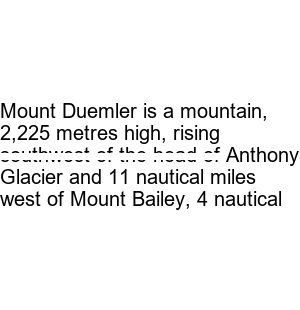 Mount Duemler is a mountain,
2,225 metres high, rising
southwest of the head of Anthony
Glacier and 11 nautical miles
west of Mount Bailey, 4 nautical